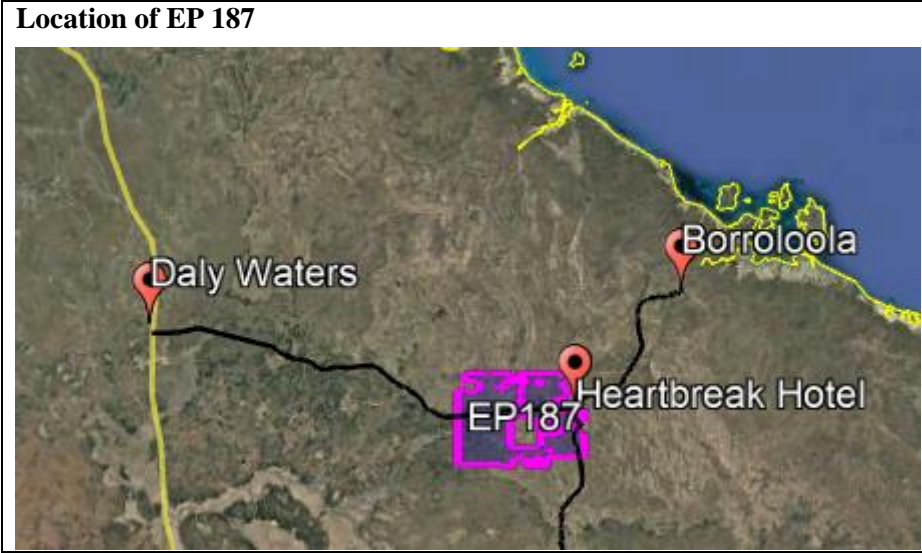 Location of EP 187
Borroloola
Daly Waters
Heartbreak Hotel
EP187